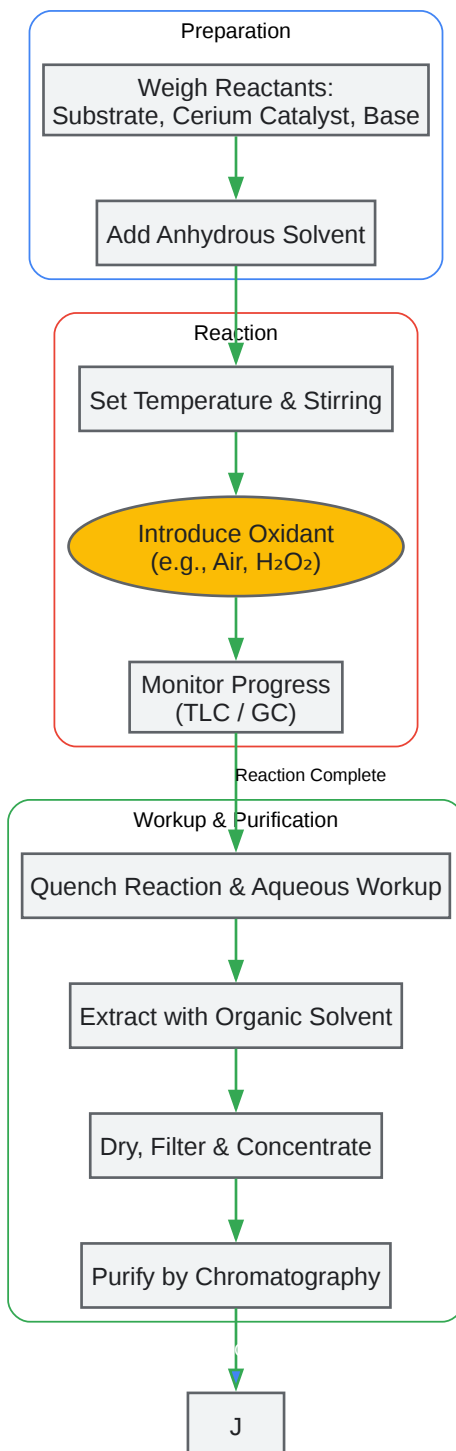 Preparation
Weigh Reactants:
Substrate, Cerium Catalyst, Base
Add Anhydrous Solvent
Reaction
Set Temperature & Stirring
Introduce Oxidant
(e.g., Air, H₂O₂)
Monitor Progress
(TLC / GC)
Reaction Complete
Workup & Purification
Quench Reaction & Aqueous Workup
Extract with Organic Solvent
Dry, Filter & Concentrate
Purify by Chromatography
J